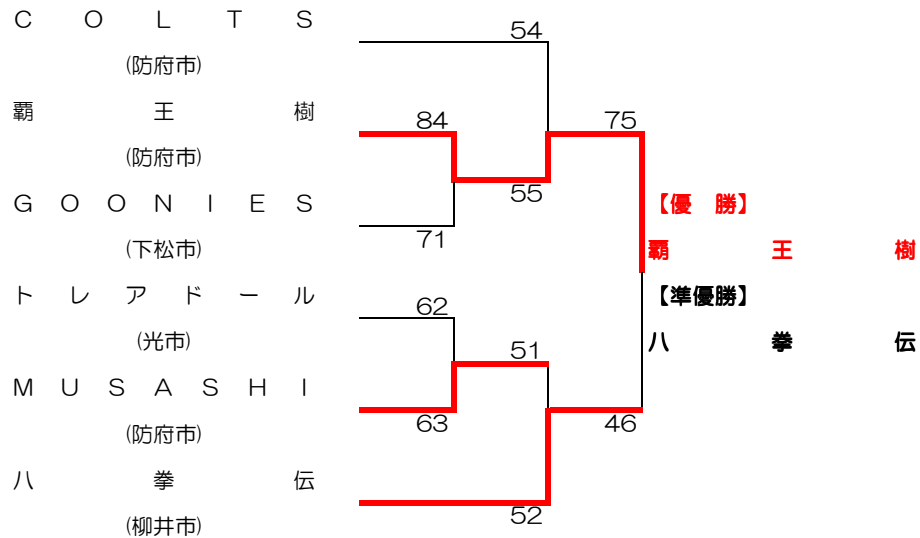 C O L T S
54
(防府市)
覇 王 樹
84
75
(防府市)
55
G O O N I E S
【優 勝】
71
(下松市)
覇 王 樹
ト レ ア ド ー ル
62
【準優勝】
(光市)
51
八 拳 伝
M U S A S H I
63
46
(防府市)
八 拳 伝
52
(柳井市)